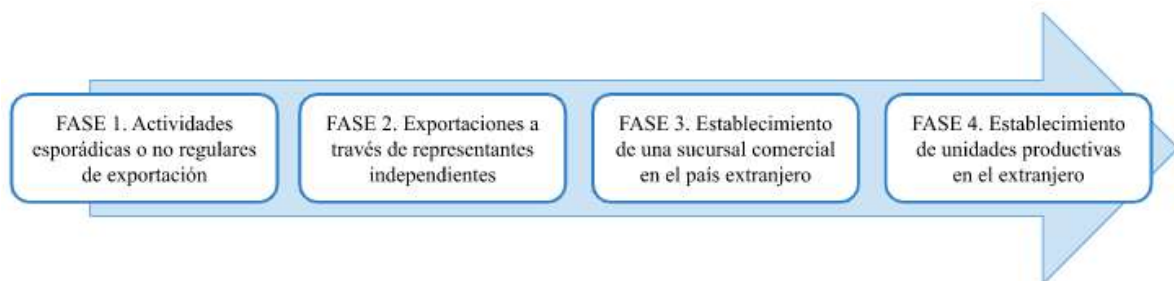 FASE 1. Actividades
esporádicas o no regulares
de exportación
FASE 2. Exportaciones a
través de representantes
independientes
FASE 3. Establecimiento
de una sucursal comercial
en el país extranjero
FASE 4. Establecimiento
de unidades productivas
en el extranjero